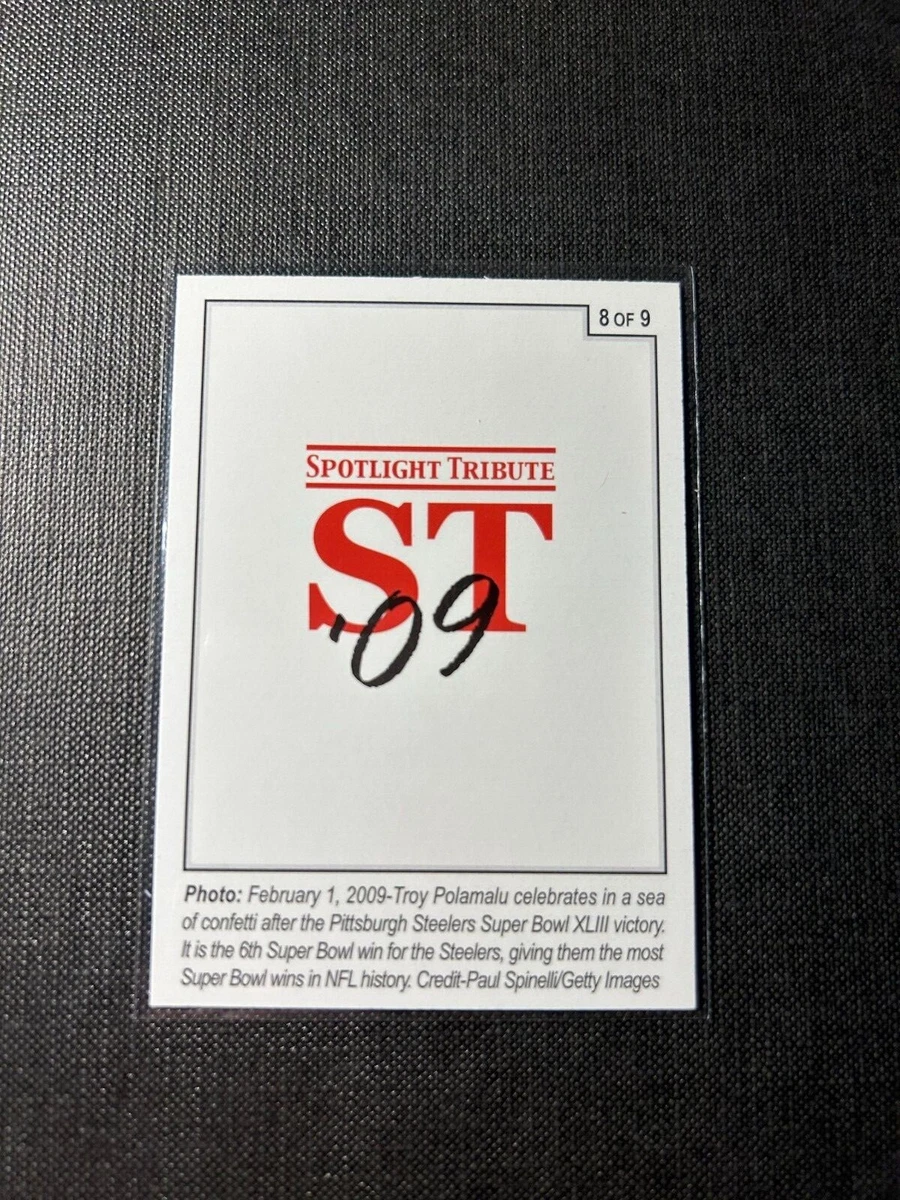 8 OF 9
SPOTLIGHT TRIBUTE
ST
'09
Photo: February 1, 2009-Troy Polamalu celebrates in a sea
of confetti after the Pittsburgh Steelers Super Bowl XLIII victory.
It is the 6th Super Bowl win for the Steelers, giving them the most
Super Bowl wins in NFL history. Credit-Paul Spinelli/Getty Images